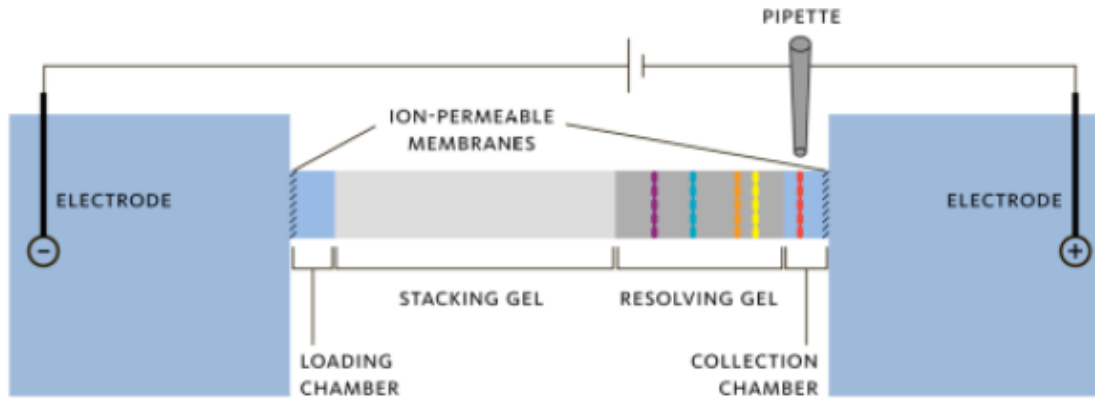 PIPETTE
ION-PERMEABLE
MEMBRANES
ELECTRODE
ELECTRODE
−
+
STACKING GEL
RESOLVING GEL
LOADING
CHAMBER
COLLECTION
CHAMBER